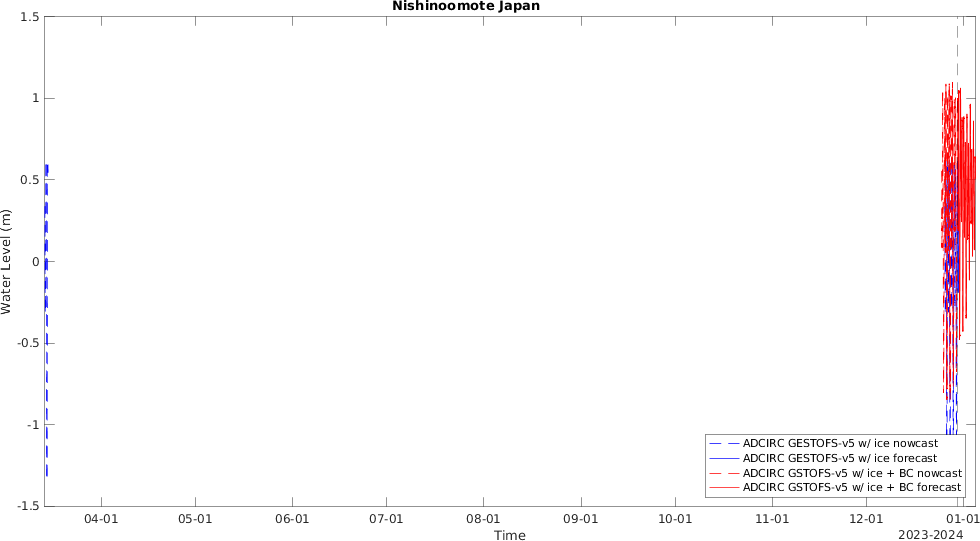 Nishinoomote Japan
1.5
1
0.5
0
-0.5
-1
-1.5
Water Level (m)
04-01 05-01 06-01 07-01 08-01 09-01 10-01 11-01 12-01 01-01
Time
2023-2024
ADCIRC GESTOFS-v5 w/ ice nowcast
ADCIRC GESTOFS-v5 w/ ice forecast
ADCIRC GSTOFS-v5 w/ ice + BC nowcast
ADCIRC GSTOFS-v5 w/ ice + BC forecast